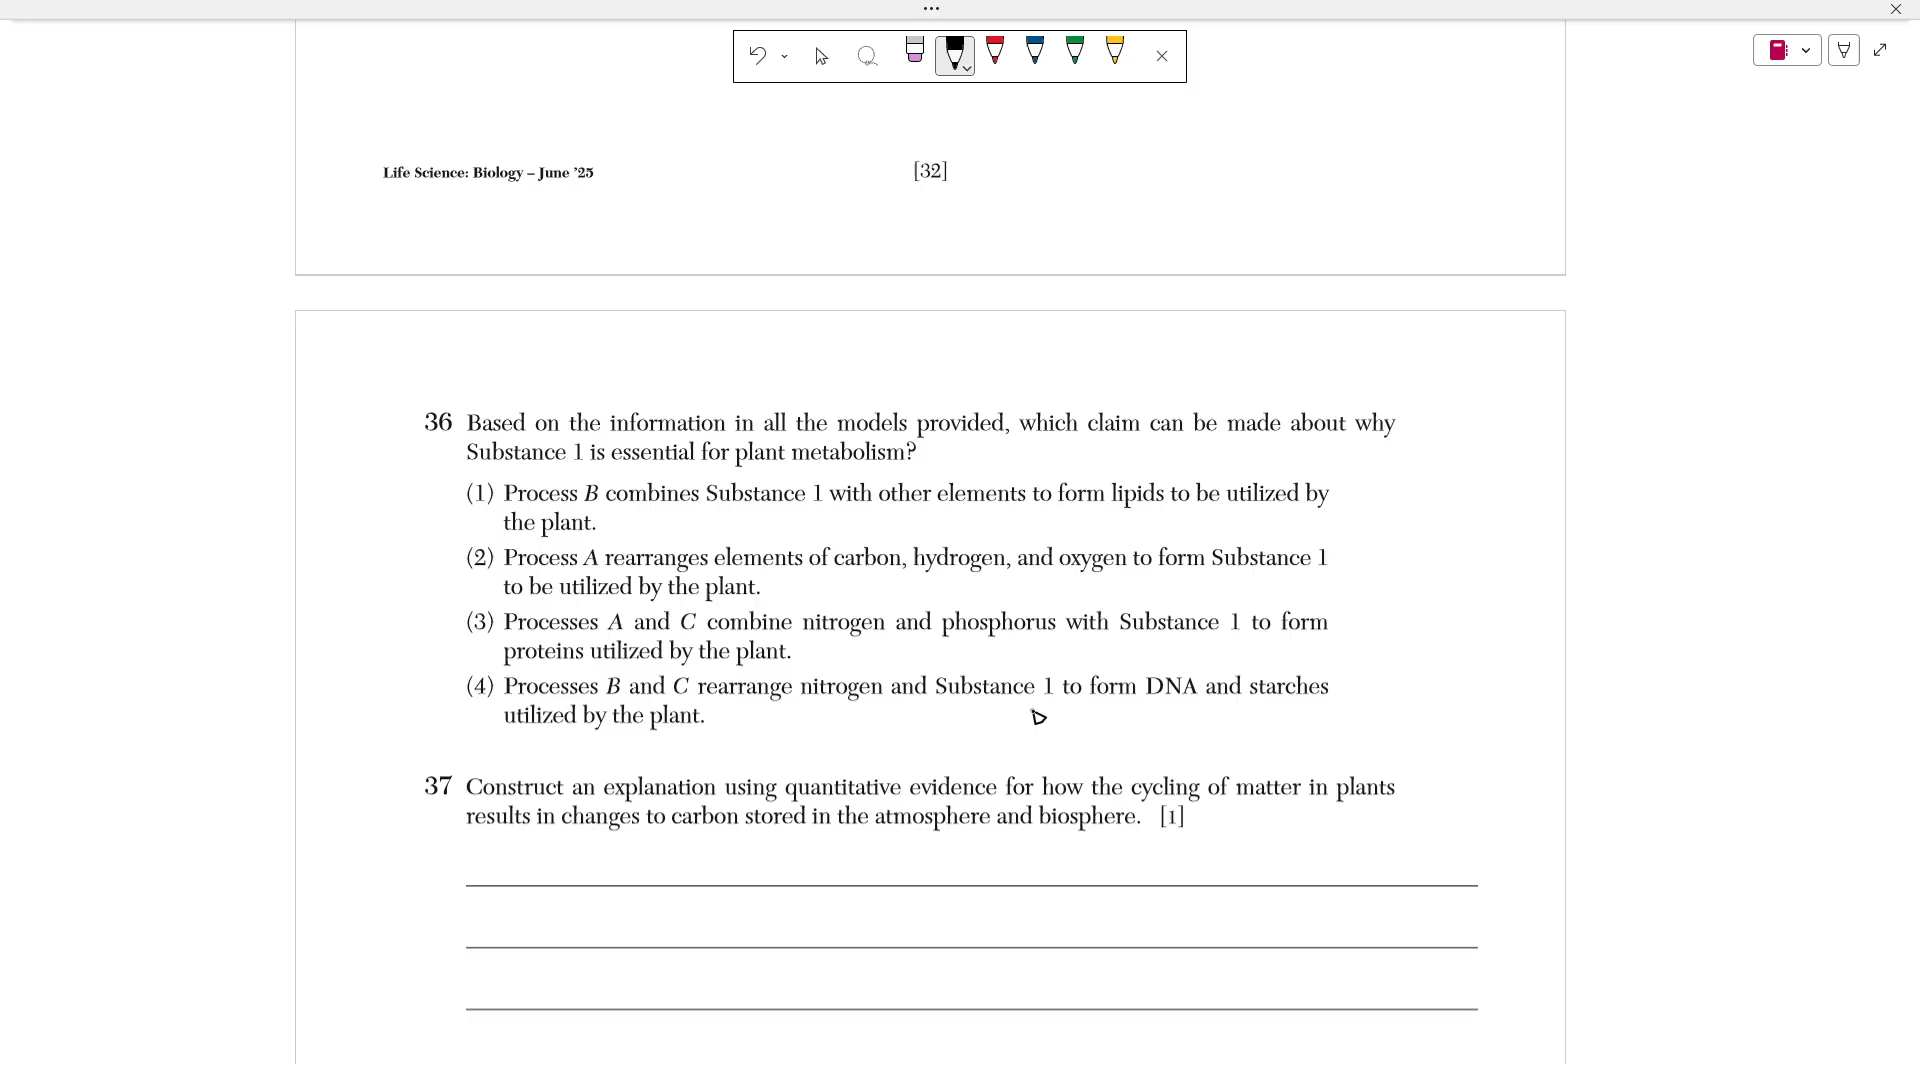 Life Science: Biology – June ’25
[32]
36 Based on the information in all the models provided, which claim can be made about why
Substance 1 is essential for plant metabolism?
(1) Process B combines Substance 1 with other elements to form lipids to be utilized by
the plant.
(2) Process A rearranges elements of carbon, hydrogen, and oxygen to form Substance 1
to be utilized by the plant.
(3) Processes A and C combine nitrogen and phosphorus with Substance 1 to form
proteins utilized by the plant.
(4) Processes B and C rearrange nitrogen and Substance 1 to form DNA and starches
utilized by the plant.
37 Construct an explanation using quantitative evidence for how the cycling of matter in plants
results in changes to carbon stored in the atmosphere and biosphere. [1]